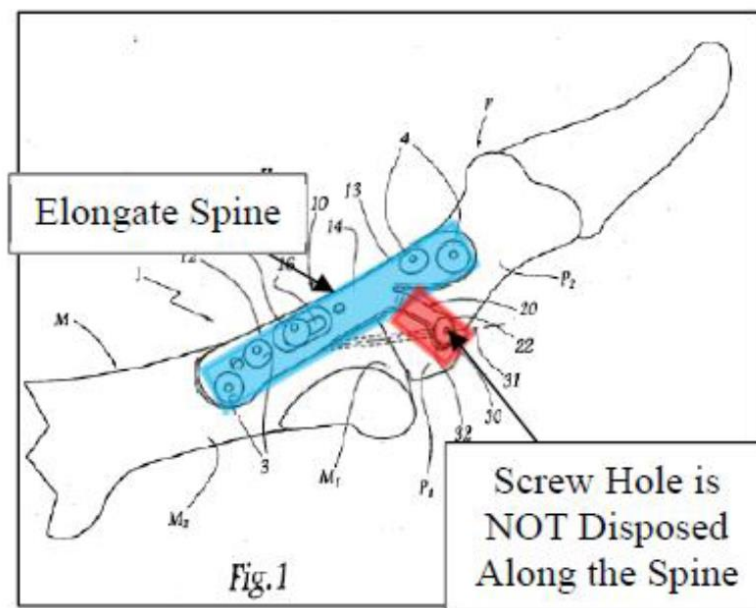 F
4
13
10
14
Elongate Spine
12
16
1
P₂
20
M
22
31
30
32
3
M₁
P₁
M₂
Screw Hole is
NOT Disposed
Along the Spine
Fig.1